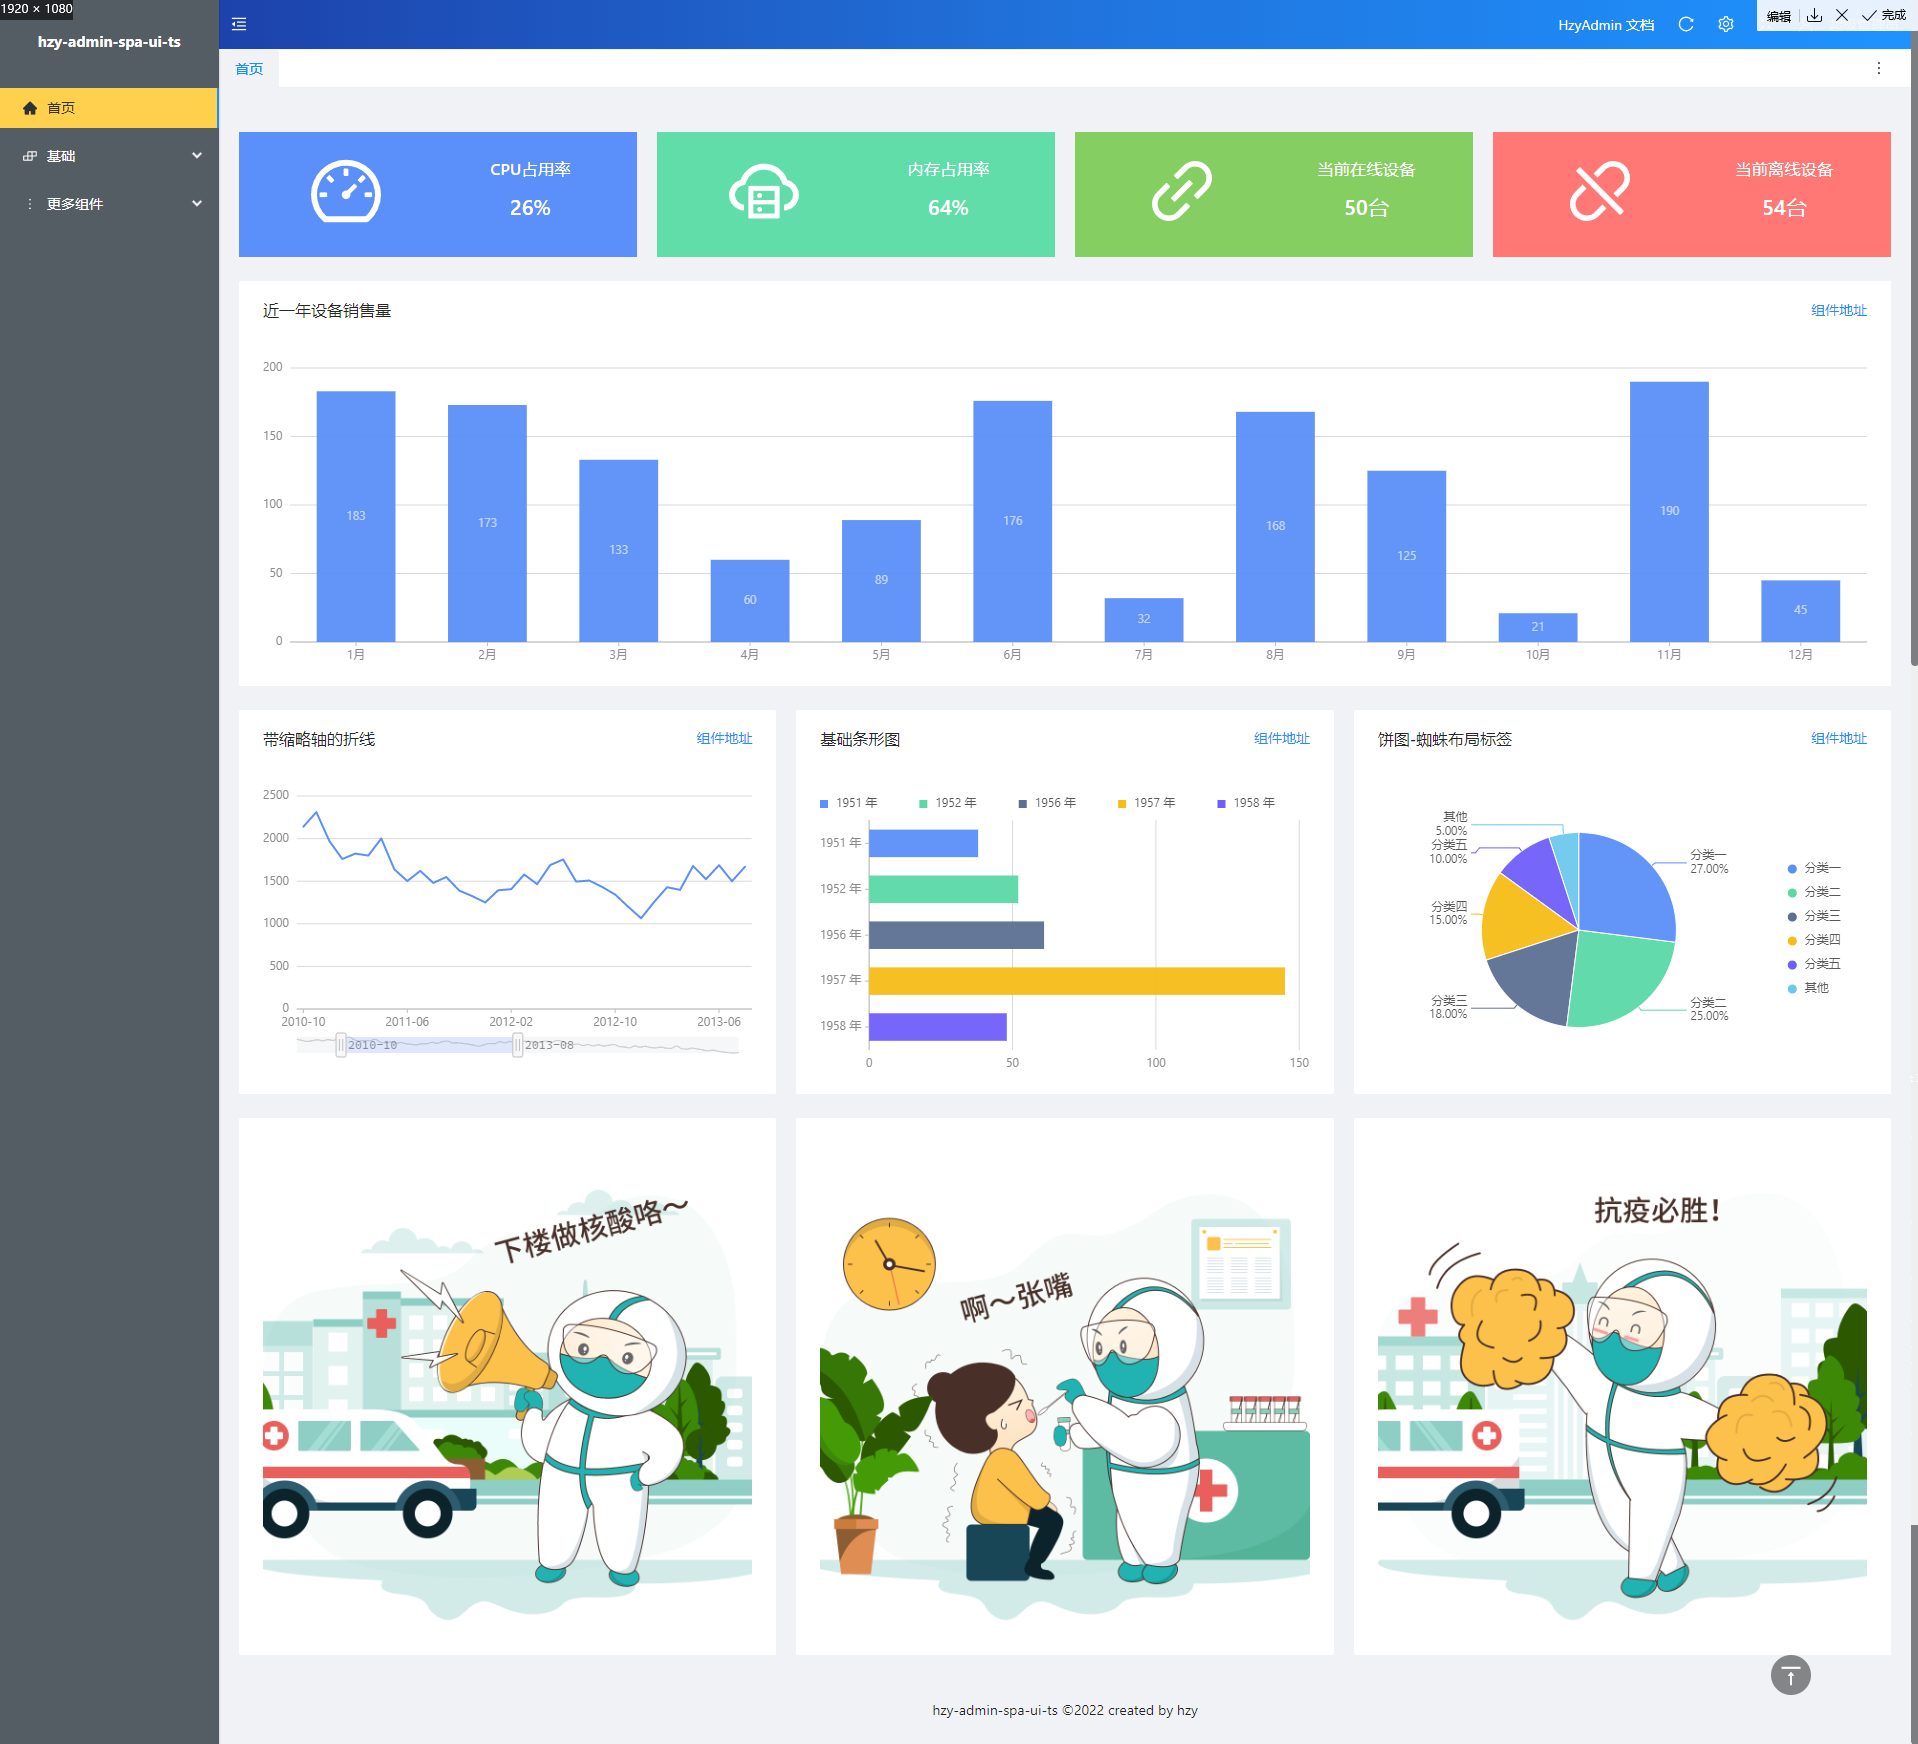 1920 × 1080
hzy-admin-spa-ui-ts
HzyAdmin 文档
编辑
完成
首页
首页
基础
更多组件
CPU占用率
26%
内存占用率
64%
当前在线设备
50台
当前离线设备
54台
近一年设备销售量
组件地址
200
150
100
50
0
183
173
133
60
89
176
32
168
125
21
190
45
1月
2月
3月
4月
5月
6月
7月
8月
9月
10月
11月
12月
带缩略轴的折线
组件地址
2500
2000
1500
1000
500
0
2010-10
2011-06
2012-02
2012-10
2013-06
2010-10
2013-08
基础条形图
组件地址
1951 年
1952 年
1956 年
1957 年
1958 年
1951 年
1952 年
1956 年
1957 年
1958 年
0
50
100
150
饼图-蜘蛛布局标签
组件地址
其他
5.00%
分类五
10.00%
分类四
15.00%
分类三
18.00%
分类一
27.00%
分类二
25.00%
分类一
分类二
分类三
分类四
分类五
其他
下楼做核酸咯～
啊～张嘴
抗疫必胜！
hzy-admin-spa-ui-ts ©2022 created by hzy